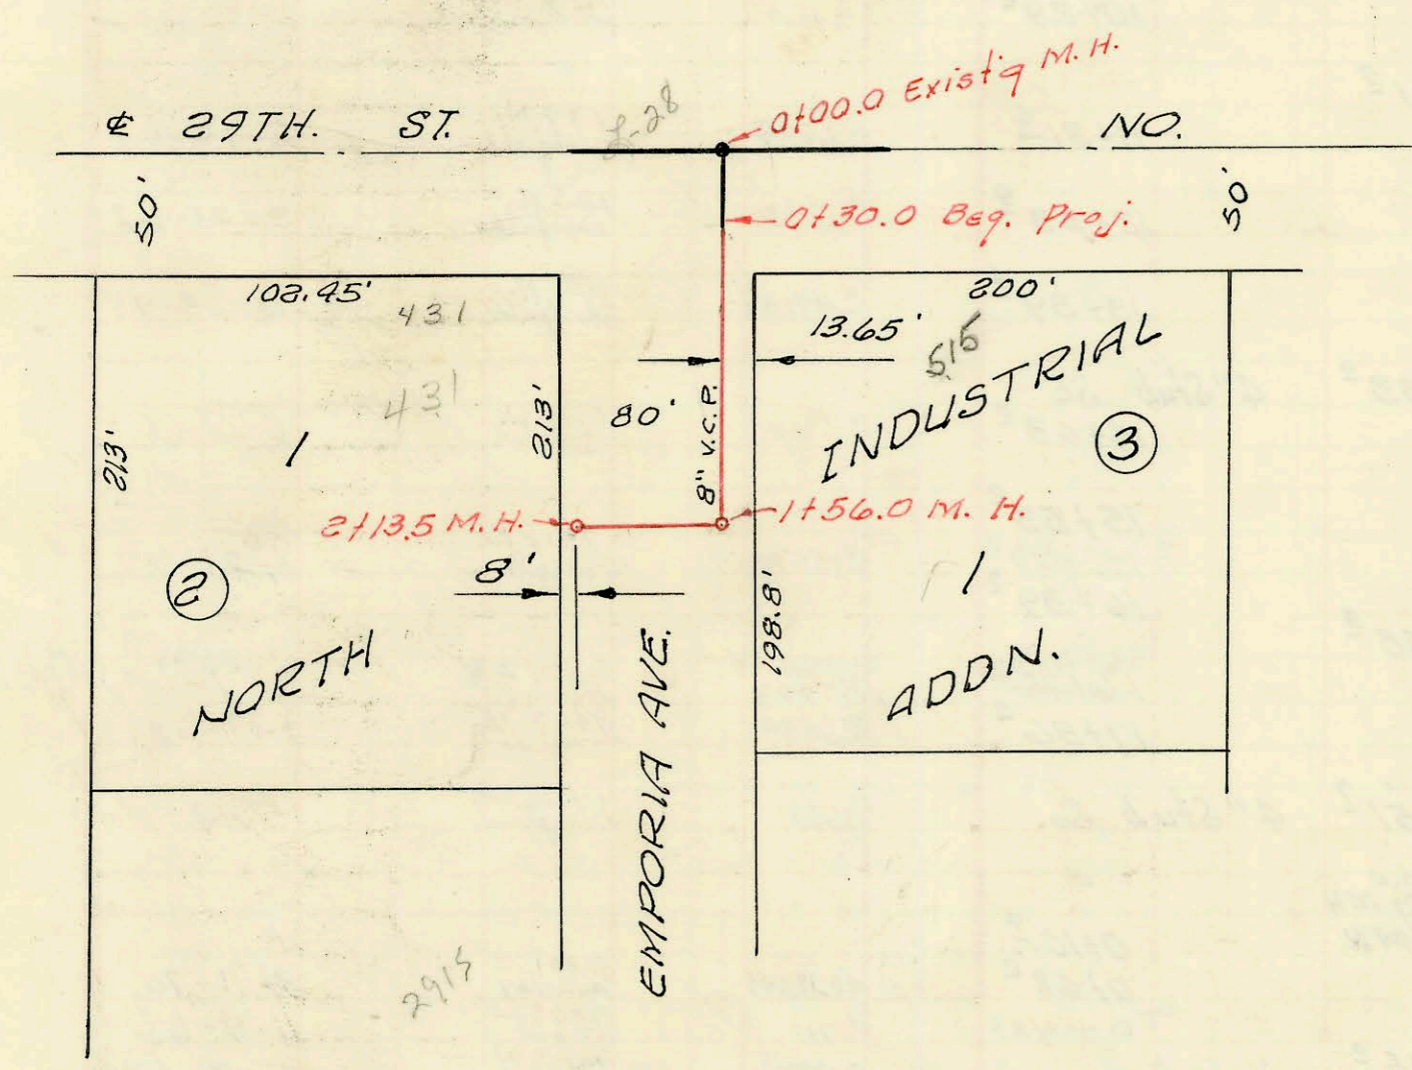 0+00.0 Exist'g M.H.
℄ 29TH. ST. NO.
L-28
50'
50'
0+30.0 Beg. Proj.
102.45'
200'
431
13.65'
515
INDUSTRIAL
431
80'
213'
213'
1
8" V.C.P.
3
2+13.5 M.H.
1+56.0 M. H.
8'
2
1
198.8'
NORTH
ADDN.
EMPORIA AVE.
2915